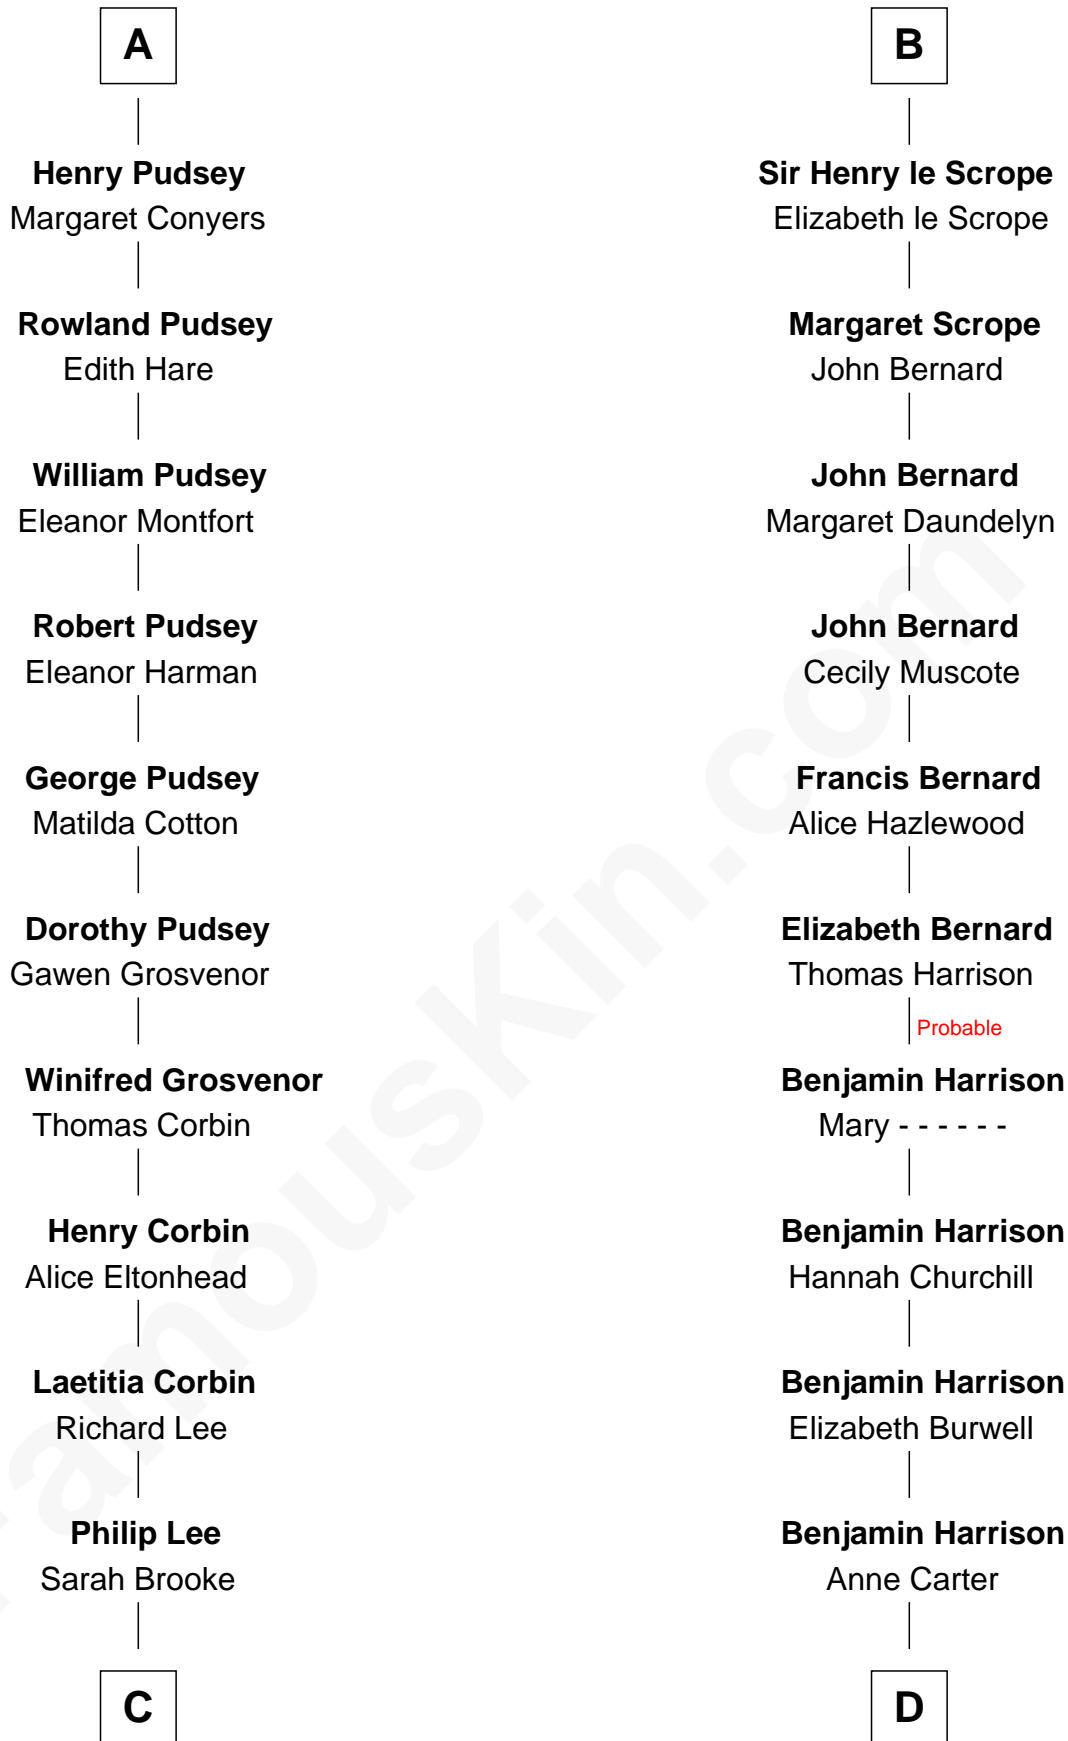 A
Henry Pudsey
Margaret Conyers
Rowland Pudsey
Edith Hare
William Pudsey
Eleanor Montfort
Robert Pudsey
Eleanor Harman
George Pudsey
Matilda Cotton
Dorothy Pudsey
Gawen Grosvenor
Winifred Grosvenor
Thomas Corbin
Henry Corbin
Alice Eltonhead
Laetitia Corbin
Richard Lee
Philip Lee
Sarah Brooke
C
B
Sir Henry le Scrope
Elizabeth le Scrope
Margaret Scrope
John Bernard
John Bernard
Margaret Daundelyn
John Bernard
Cecily Muscote
Francis Bernard
Alice Hazlewood
Elizabeth Bernard
Thomas Harrison
Probable
Benjamin Harrison
Mary - - - - - -
Benjamin Harrison
Hannah Churchill
Benjamin Harrison
Elizabeth Burwell
Benjamin Harrison
Anne Carter
D
FamousKin.com